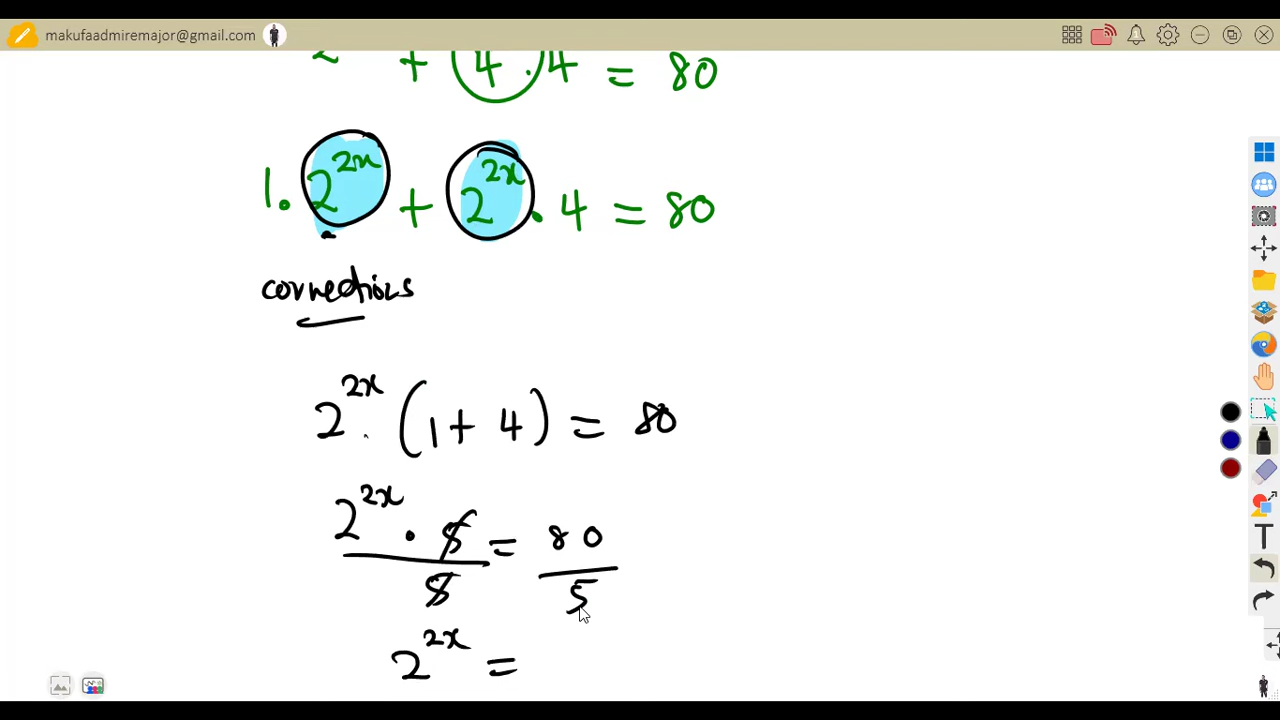 makufaadmiremajor@gmail.com
2 + (4 . 4 = 80
1. 2^2x + 2^2x . 4 = 80
corrections
2^2x . (1 + 4) = 80
2^2x . 5 = 80
5 5
2^2x =
T